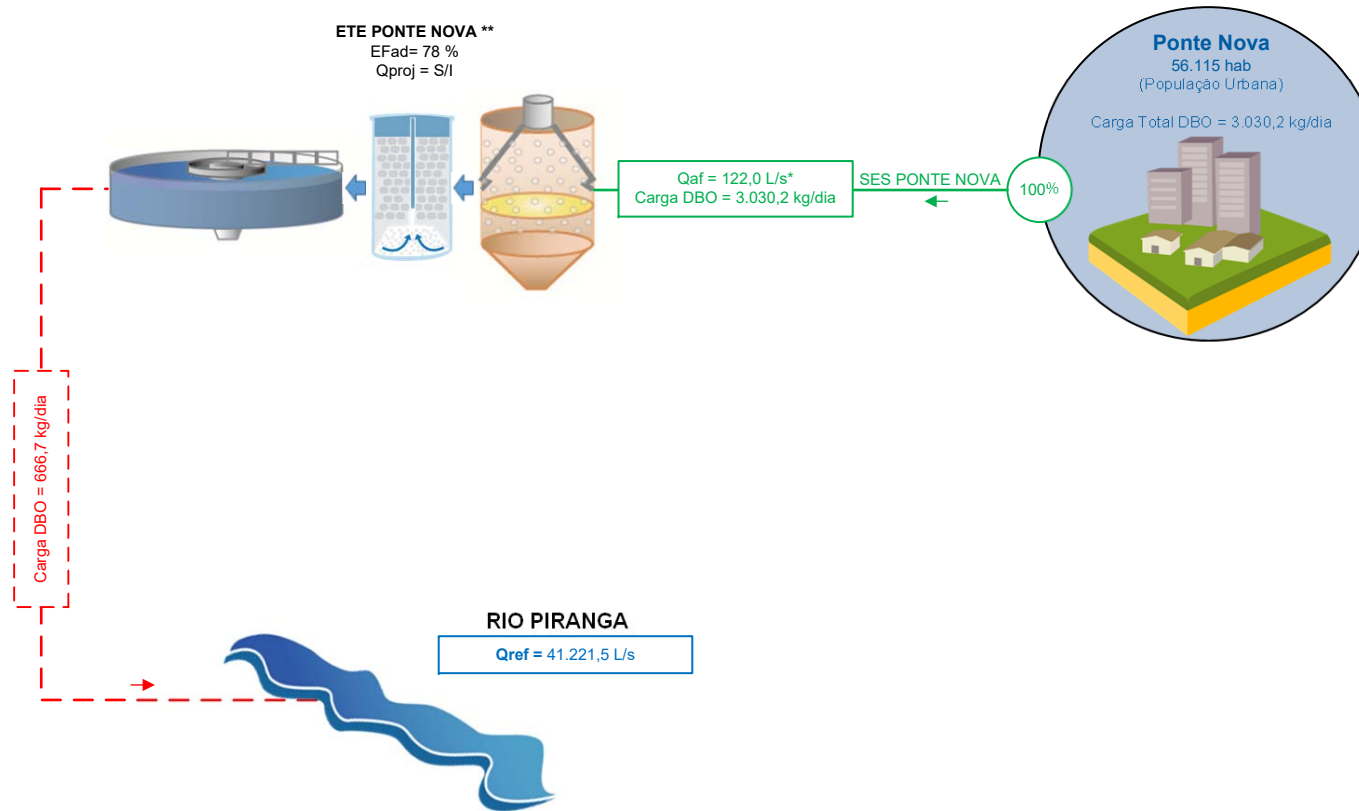 ETE PONTE NOVA **
EFad= 78 %
Qproj = S/I
Ponte Nova
56.115 hab
(População Urbana)
Carga Total DBO = 3.030,2 kg/dia
Qaf = 122,0 L/s*
Carga DBO = 3.030,2 kg/dia
SES PONTE NOVA
100%
Carga DBO = 666,7 kg/dia
RIO PIRANGA
Qref = 41.221,5 L/s